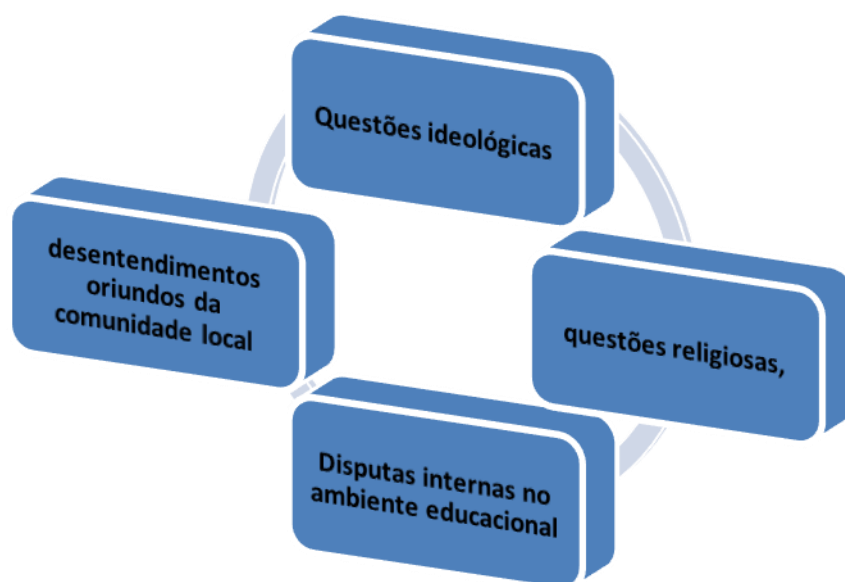 Questões ideológicas
questões religiosas,
Disputas internas no
ambiente educacional
desentendimentos
oriundos da
comunidade local